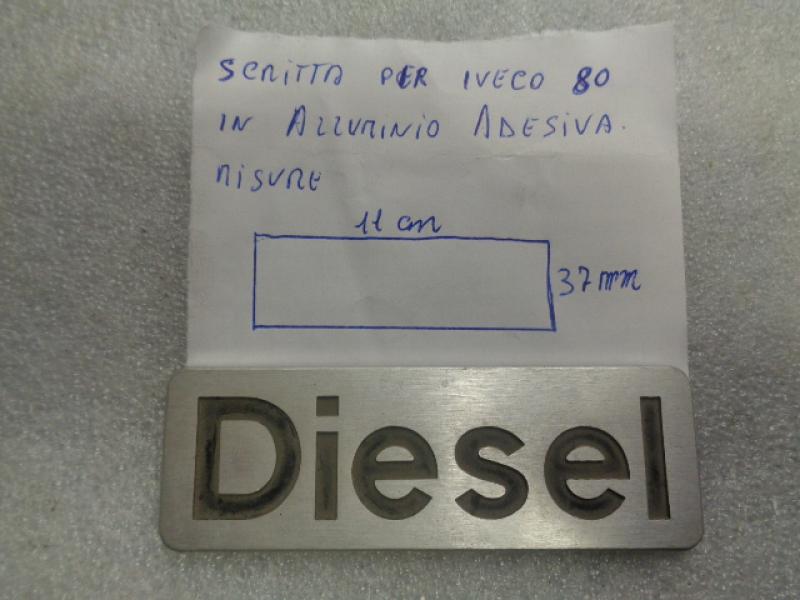 SCRITTA PER IVECO 80
IN ALLUMINIO ADESIVA.
MISURE
11 cm
37 mm
Diesel